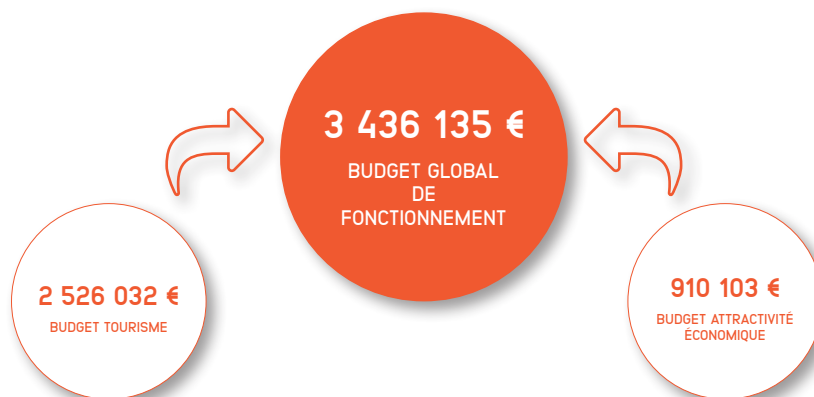 3 436 135 €
BUDGET GLOBAL
DE
FONCTIONNEMENT
2 526 032 €
BUDGET TOURISME
910 103 €
BUDGET ATTRACTIVITÉ
ÉCONOMIQUE